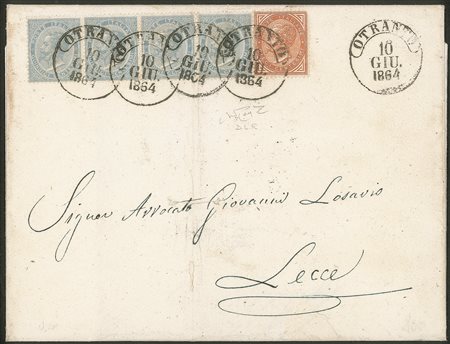 OTRANTO OTRANTO OTRANTO OTRANTO OTRANTO
10 10 10 10 10
GIU. GIU. GIU. GIU. GIU.
1864 1864 1864 1864 1864
DLR
Signor Avvocato Giovanni Losavio
Lecce